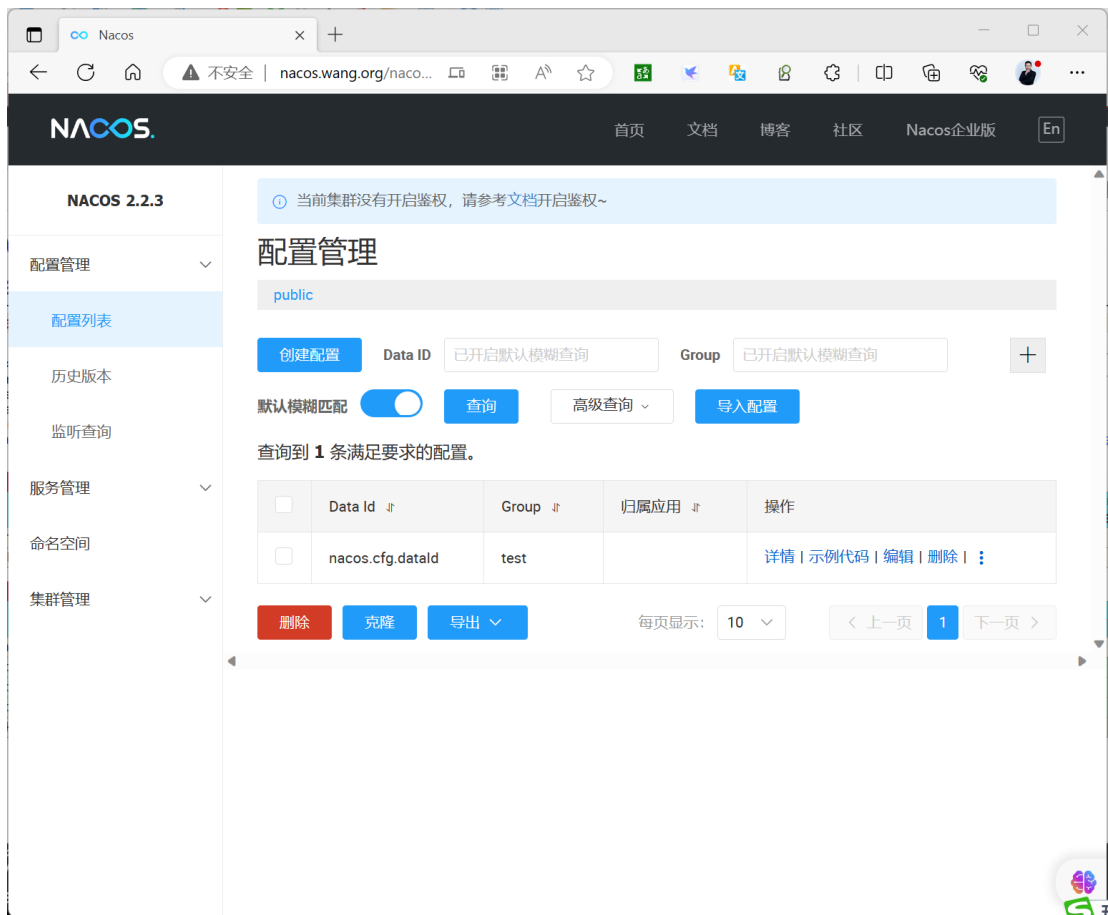 Nacos
不安全 nacos.wang.org/naco...
NACOS.
首页 文档 博客 社区 Nacos企业版 En
NACOS 2.2.3
配置管理
配置列表
历史版本
监听查询
服务管理
命名空间
集群管理
当前集群没有开启鉴权，请参考文档开启鉴权~
配置管理
public
创建配置 Data ID 已开启默认模糊查询 Group 已开启默认模糊查询
默认模糊匹配 查询 高级查询 导入配置
查询到 1 条满足要求的配置。
Data Id Group 归属应用 操作
nacos.cfg.dataId test 详情 | 示例代码 | 编辑 | 删除 |
删除 克隆 导出 每页显示: 10 上一页 1 下一页